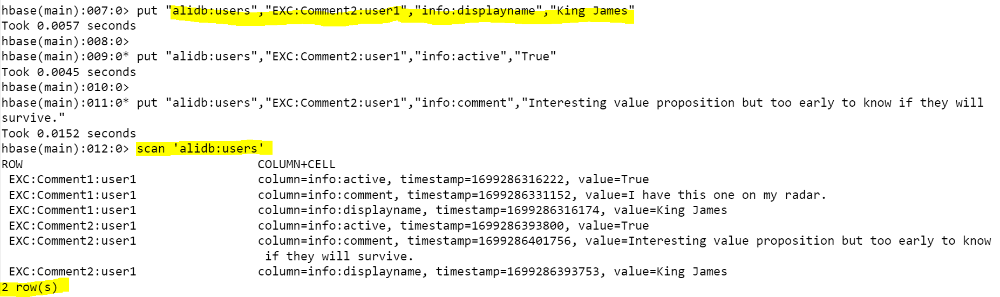 hbase(main):007:0> put "alidb:users","EXC:Comment2:user1","info:displayname","King James"
Took 0.0057 seconds
hbase(main):008:0>
hbase(main):009:0* put "alidb:users","EXC:Comment2:user1","info:active","True"
Took 0.0045 seconds
hbase(main):010:0>
hbase(main):011:0* put "alidb:users","EXC:Comment2:user1","info:comment","Interesting value proposition but too early to know if they will
survive."
Took 0.0152 seconds
hbase(main):012:0> scan 'alidb:users'
ROW COLUMN+CELL
EXC:Comment1:user1 column=info:active, timestamp=1699286316222, value=True
EXC:Comment1:user1 column=info:comment, timestamp=1699286331152, value=I have this one on my radar.
EXC:Comment1:user1 column=info:displayname, timestamp=1699286316174, value=King James
EXC:Comment2:user1 column=info:active, timestamp=1699286393800, value=True
EXC:Comment2:user1 column=info:comment, timestamp=1699286401756, value=Interesting value proposition but too early to know
if they will survive.
EXC:Comment2:user1 column=info:displayname, timestamp=1699286393753, value=King James
2 row(s)